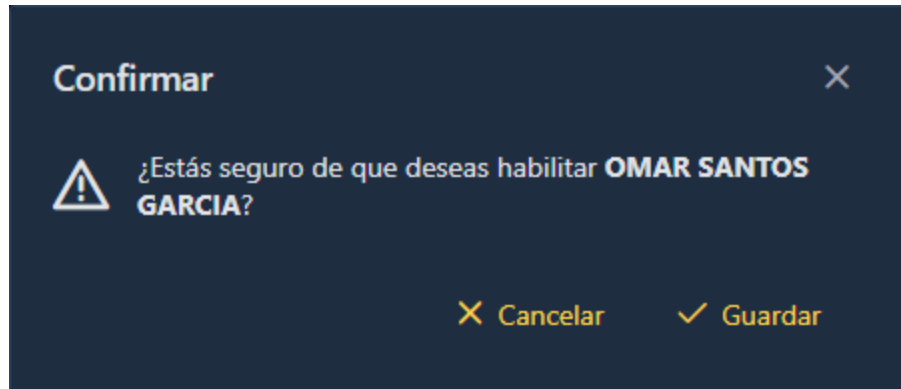 Confirmar
¿Estás seguro de que deseas habilitar OMAR SANTOS
GARCIA?
Cancelar
Guardar